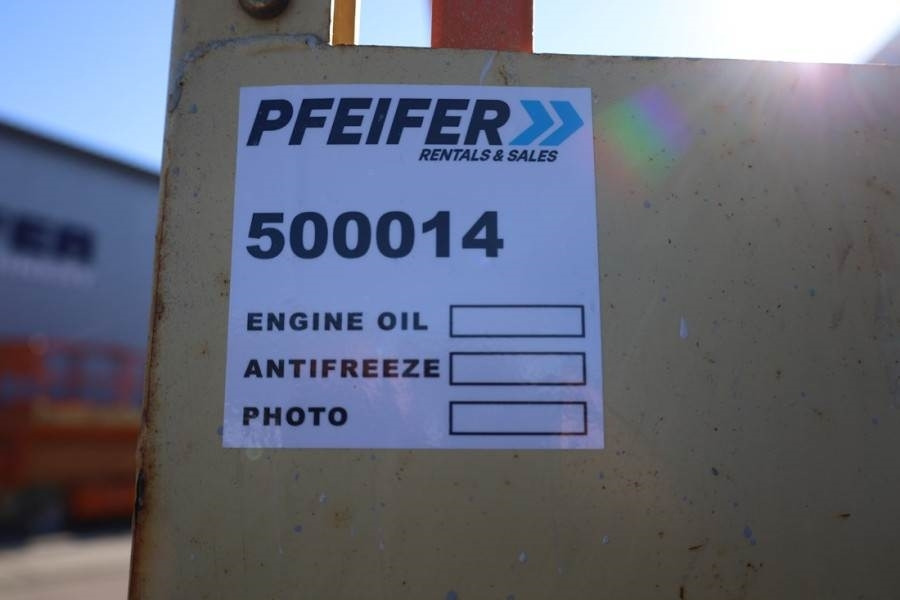 PFEIFER
RENTALS & SALES
500014
ENGINE OIL
ANTIFREEZE
PHOTO